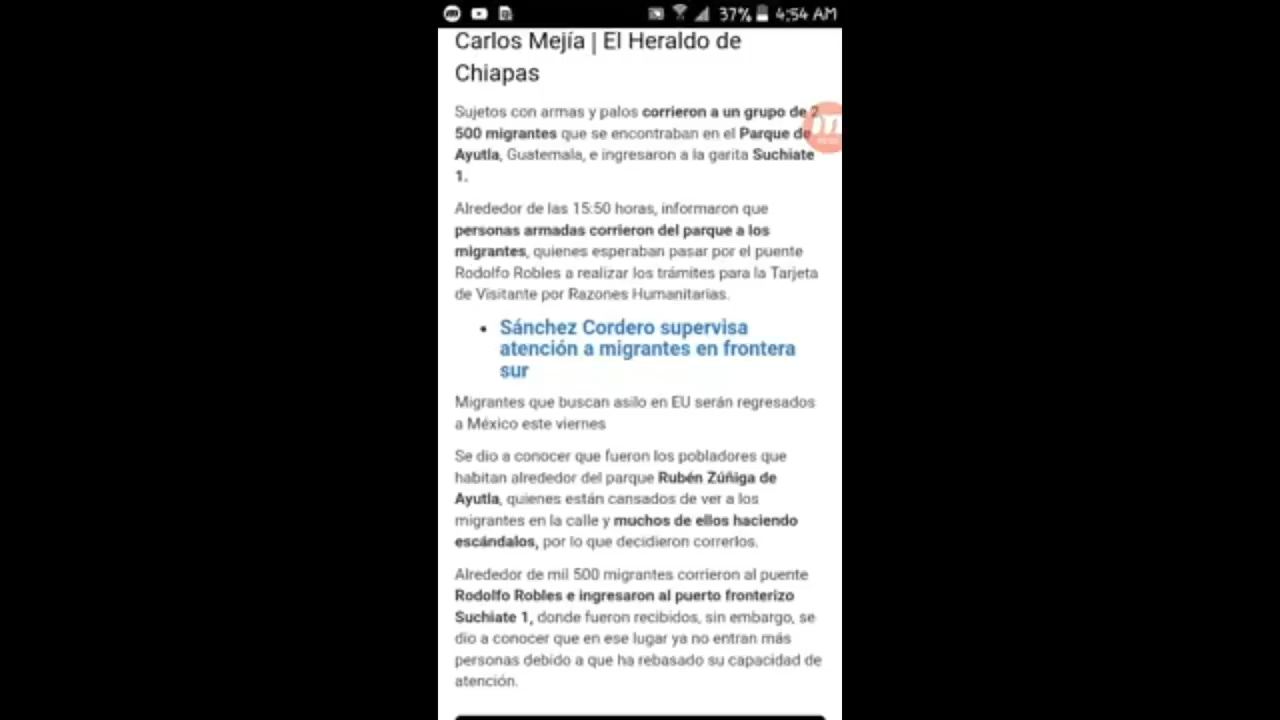 37% 4:54 AM
Carlos Mejía | El Heraldo de
Chiapas
Sujetos con armas y palos corrieron a un grupo de 2
500 migrantes que se encontraban en el Parque de
Ayutla, Guatemala, e ingresaron a la garita Suchiate
1.
Alrededor de las 15:50 horas, informaron que
personas armadas corrieron del parque a los
migrantes, quienes esperaban pasar por el puente
Rodolfo Robles a realizar los trámites para la Tarjeta
de Visitante por Razones Humanitarias.
• Sánchez Cordero supervisa
atención a migrantes en frontera
sur
Migrantes que buscan asilo en EU serán regresados
a México este viernes
Se dio a conocer que fueron los pobladores que
habitan alrededor del parque Rubén Zúñiga de
Ayutla, quienes están cansados de ver a los
migrantes en la calle y muchos de ellos haciendo
escándalos, por lo que decidieron correrlos.
Alrededor de mil 500 migrantes corrieron al puente
Rodolfo Robles e ingresaron al puerto fronterizo
Suchiate 1, donde fueron recibidos, sin embargo, se
dio a conocer que en ese lugar ya no entran más
personas debido a que ha rebasado su capacidad de
atención.